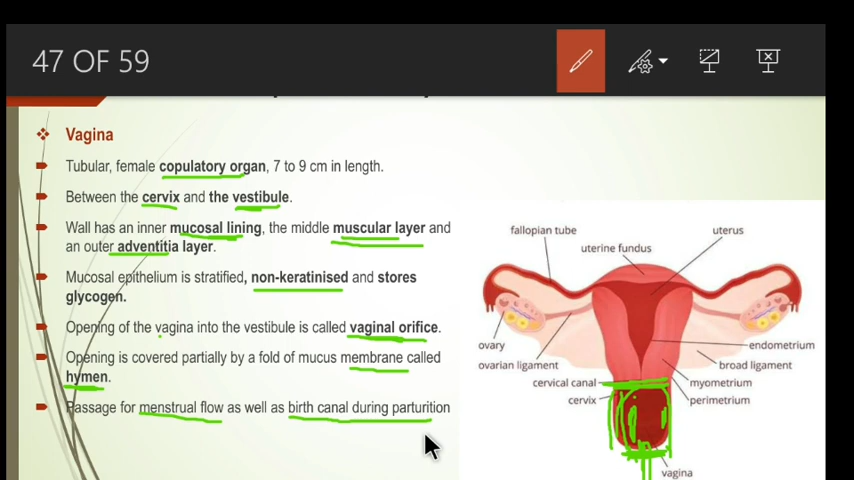 47 OF 59
Vagina
Tubular, female copulatory organ, 7 to 9 cm in length.
Between the cervix and the vestibule.
Wall has an inner mucosal lining, the middle muscular layer and
an outer adventitia layer.
Mucosal epithelium is stratified, non-keratinised and stores
glycogen.
Opening of the vagina into the vestibule is called vaginal orifice.
Opening is covered partially by a fold of mucus membrane called
hymen.
Passage for menstrual flow as well as birth canal during parturition
fallopian tube
uterus
uterine fundus
ovary
endometrium
ovarian ligament
broad ligament
cervical canal
myometrium
cervix
perimetrium
vagina